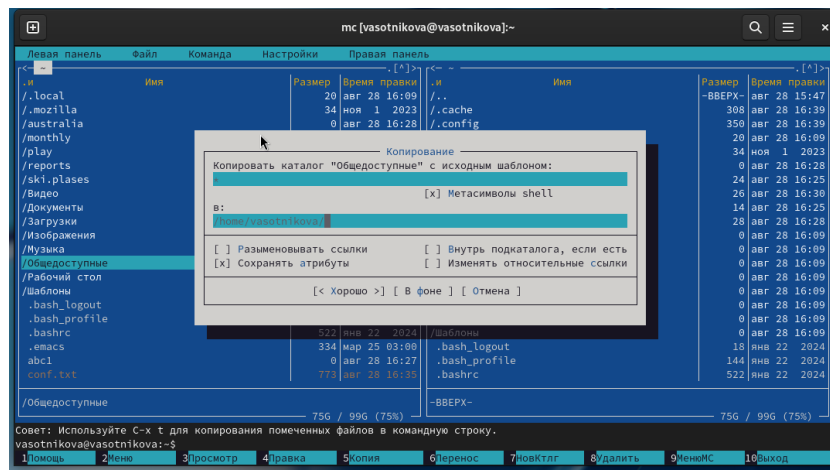 mc [vasotnikova@vasotnikova]:~
Левая панель Файл Команда Настройки Правая панель
<— ~ .[^]> <— ~ .[^]>
.и Имя Размер Время правки .и Имя Размер Время правки
/.local 20 авг 28 16:09 /.. -ВВЕРХ- авг 28 15:47
/.mozilla 34 ноя 1 2023 /.cache 308 авг 28 16:39
/australia 0 авг 28 16:28 /.config 350 авг 28 16:39
/monthly 20 авг 28 16:09
/play 34 ноя 1 2023
/reports 0 авг 28 16:28
/ski.plases 24 авг 28 16:25
/Видео 26 авг 28 16:30
/Документы 14 авг 28 16:25
/Загрузки 28 авг 28 16:28
/Изображения 0 авг 28 16:09
/Музыка 0 авг 28 16:09
/Общедоступные 0 авг 28 16:09
/Рабочий стол 0 авг 28 16:09
/Шаблоны 0 авг 28 16:09
.bash_logout 0 авг 28 16:09
.bash_profile 0 авг 28 16:09
.bashrc 522 янв 22 2024 /Шаблоны 0 авг 28 16:09
.emacs 334 мар 25 03:00 .bash_logout 18 янв 22 2024
abc1 0 авг 28 16:27 .bash_profile 144 янв 22 2024
conf.txt 773 авг 28 16:35 .bashrc 522 янв 22 2024
Копирование
Копировать каталог "Общедоступные" с исходным шаблоном:
[x] Метасимволы shell
в:
/home/vasotnikova/
[ ] Разыменовывать ссылки [ ] Внутрь подкаталога, если есть
[x] Сохранять атрибуты [ ] Изменять относительные ссылки
[< Хорошо >] [ В фоне ] [ Отмена ]
/Общедоступные -ВВЕРХ-
75G / 99G (75%) 75G / 99G (75%)
Совет: Используйте C-x t для копирования помеченных файлов в командную строку.
vasotnikova@vasotnikova:~$
1Помощь 2Меню 3Просмотр 4Правка 5Копия 6Перенос 7НовКтлг 8Удалить 9МенюМС 10Выход